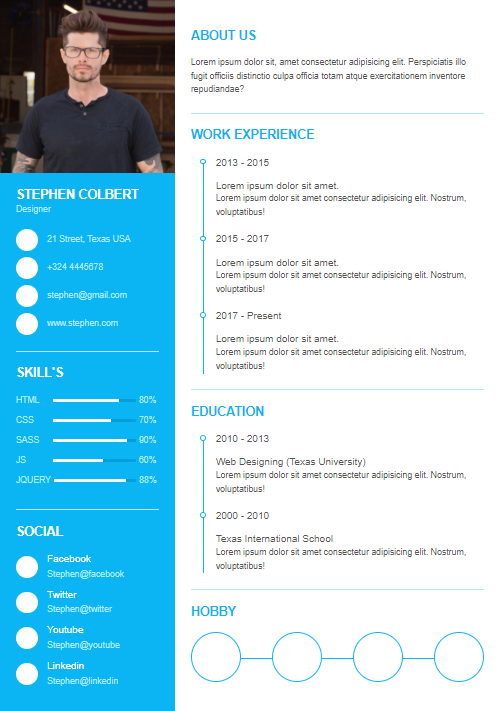 STEPHEN COLBERT
Designer
21 Street, Texas USA
+324 4445678
stephen@gmail.com
www.stephen.com
SKILL'S
HTML 80%
CSS 70%
SASS 90%
JS 60%
JQUERY 88%
SOCIAL
Facebook
Stephen@facebook
Twitter
Stephen@twitter
Youtube
Stephen@youtube
Linkedin
Stephen@linkedin
ABOUT US
Lorem ipsum dolor sit, amet consectetur adipisicing elit. Perspiciatis illo
fugit officiis distinctio culpa officia totam atque exercitationem inventore
repudiandae?
WORK EXPERIENCE
2013 - 2015
Lorem ipsum dolor sit amet.
Lorem ipsum dolor sit amet consectetur adipisicing elit. Nostrum,
voluptatibus!
2015 - 2017
Lorem ipsum dolor sit amet.
Lorem ipsum dolor sit amet consectetur adipisicing elit. Nostrum,
voluptatibus!
2017 - Present
Lorem ipsum dolor sit amet.
Lorem ipsum dolor sit amet consectetur adipisicing elit. Nostrum,
voluptatibus!
EDUCATION
2010 - 2013
Web Designing (Texas University)
Lorem ipsum dolor sit amet consectetur adipisicing elit. Nostrum,
voluptatibus!
2000 - 2010
Texas International School
Lorem ipsum dolor sit amet consectetur adipisicing elit. Nostrum,
voluptatibus!
HOBBY